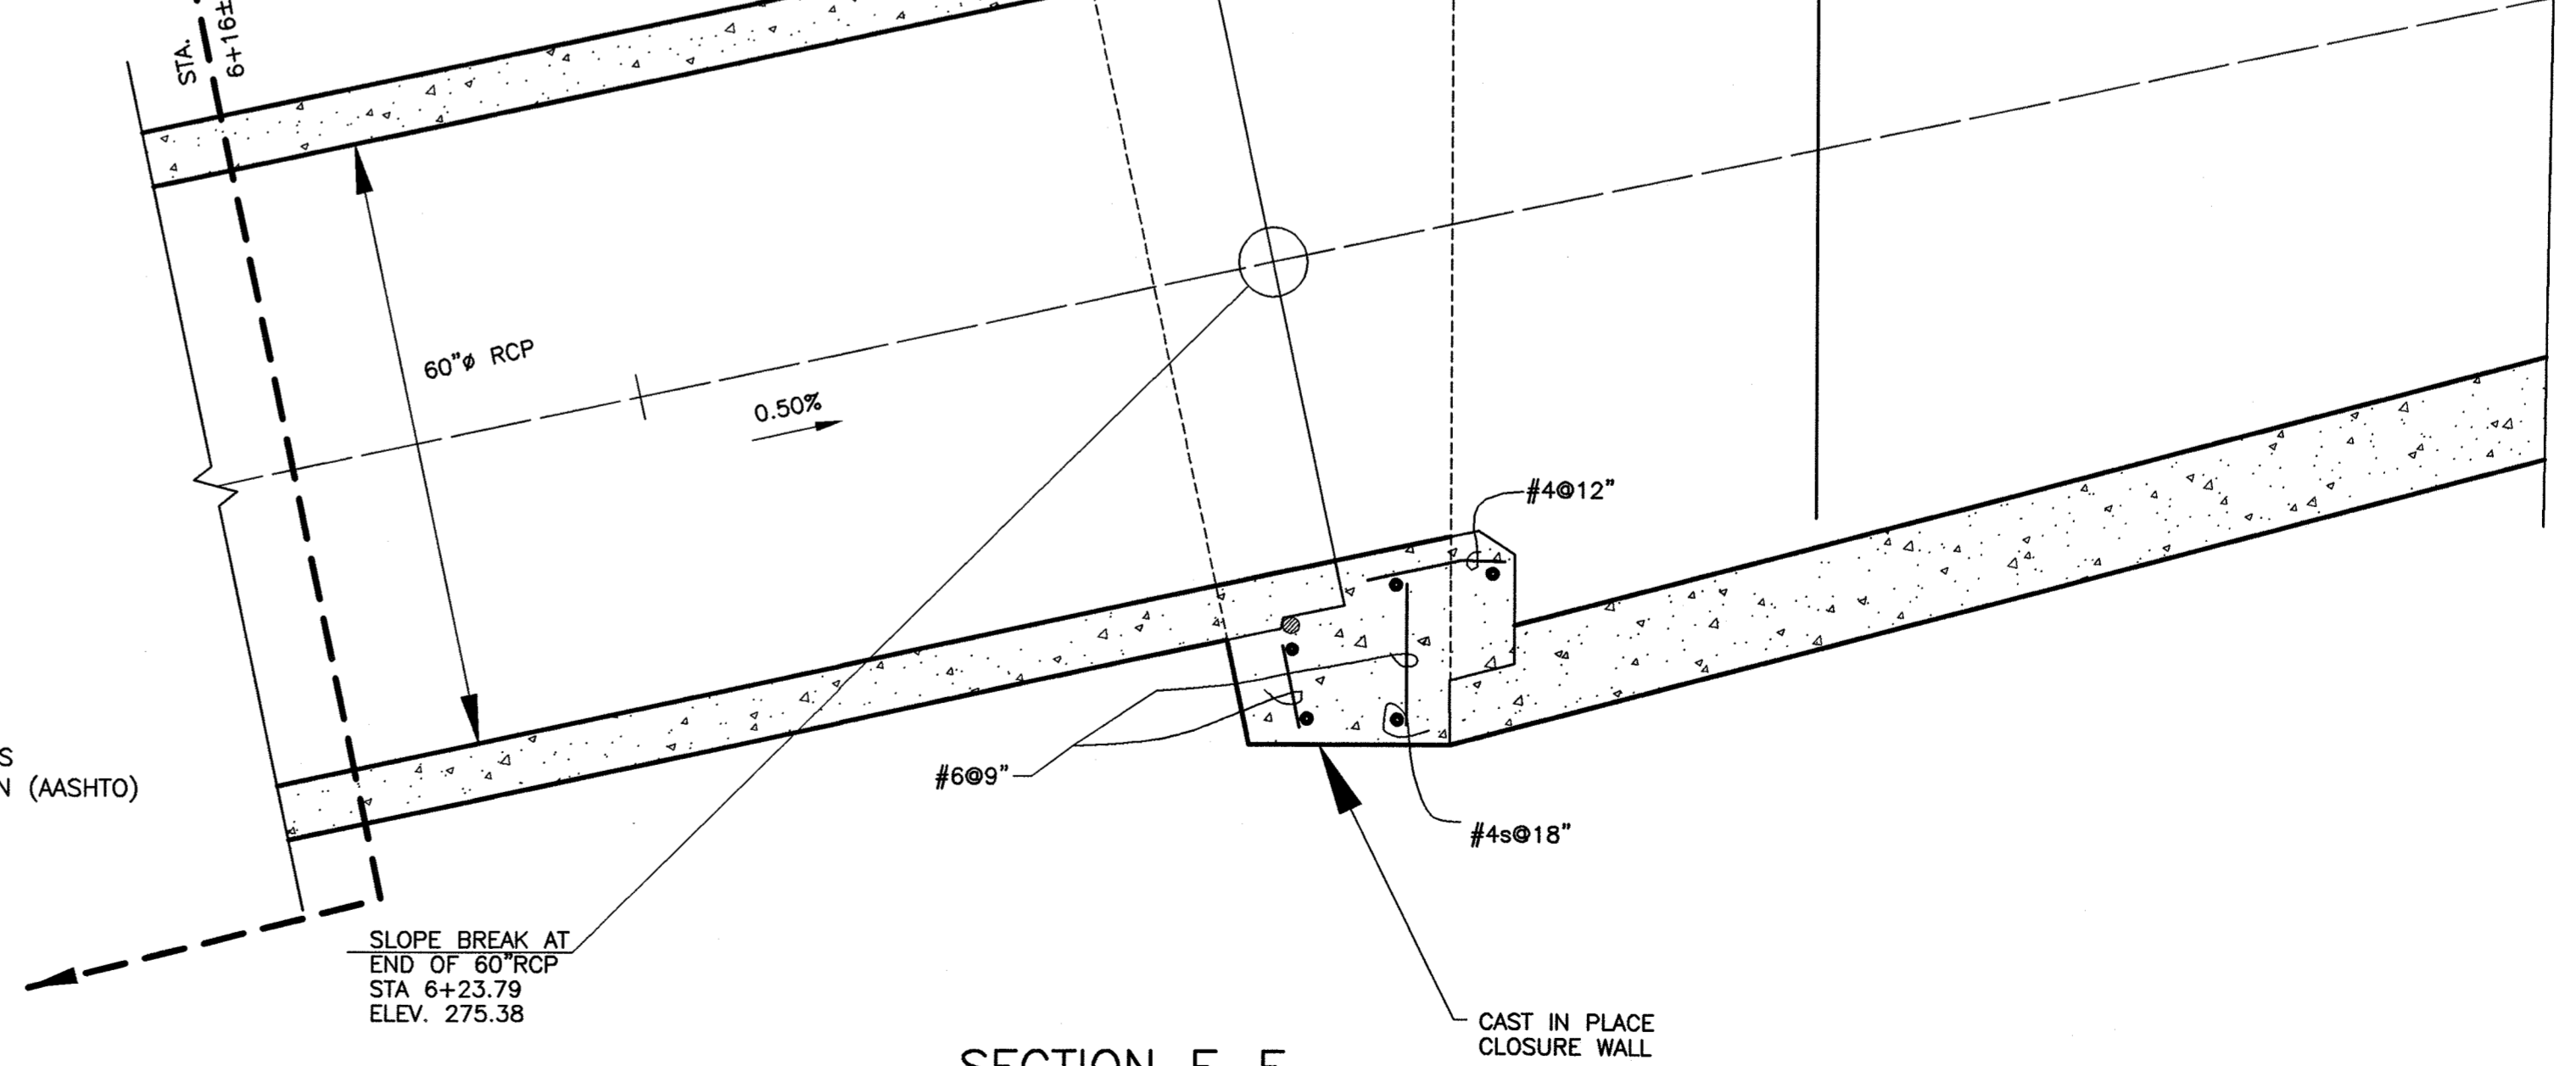 STA.
6+16±
60"ø RCP
0.50%
#4@12"
#6@9"
#4s@18"
(AASHTO)
SLOPE BREAK AT
END OF 60"RCP
STA 6+23.79
ELEV. 275.38
CAST IN PLACE
CLOSURE WALL
SECTION